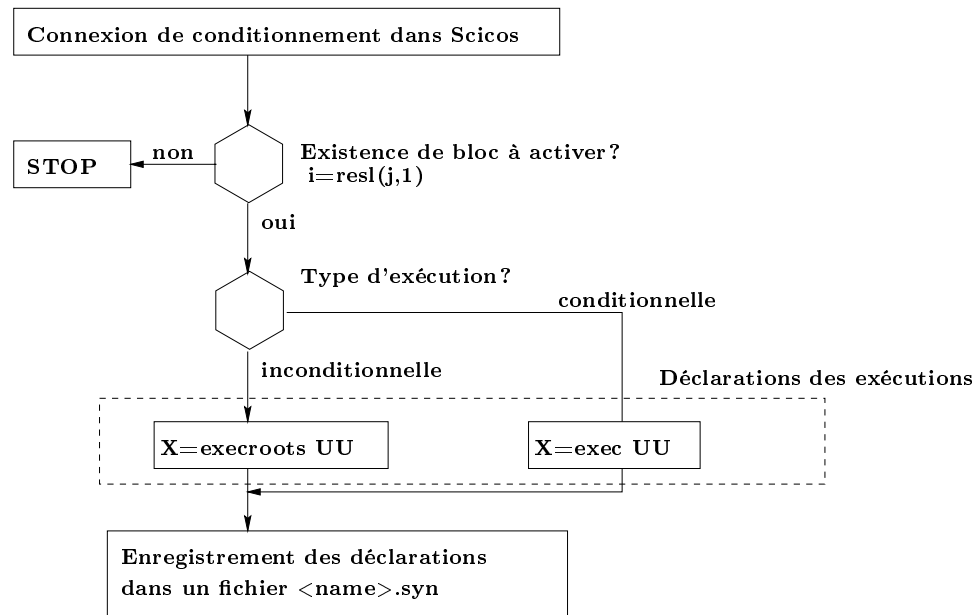 Connexion de conditionnement dans Scicos
Existence de bloc à activer?
i=resl(j,1)
non
STOP
oui
Type d'exécution?
conditionnelle
inconditionnelle
Déclarations des exécutions
X=execroots UU
X=exec UU
Enregistrement des déclarations
dans un fichier <name>.syn